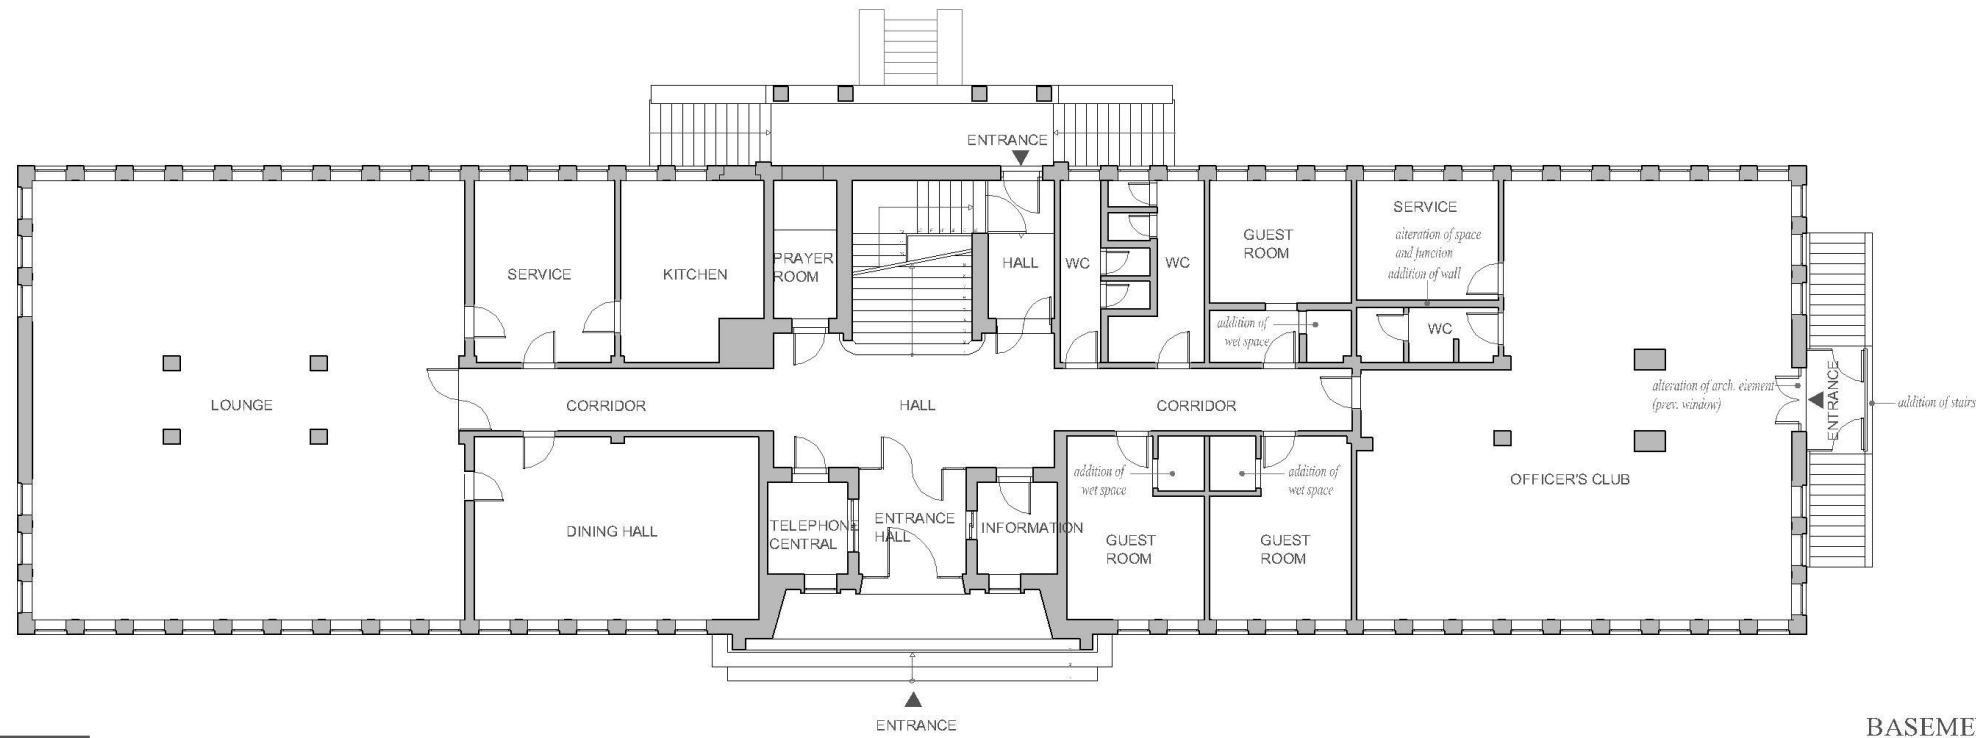 ENTRANCE
SERVICE
KITCHEN
PRAYER
ROOM
HALL
WC
WC
GUEST
ROOM
SERVICE
alteration of space
and junction
addition of wall
addition of
wet space
WC
LOUNGE
CORRIDOR
HALL
CORRIDOR
alteration of arch. element
(prev. window)
ENTRANCE
addition of stairs
DINING HALL
TELEPHONE
CENTRAL
ENTRANCE
HALL
INFORMATION
addition of
wet space
GUEST
ROOM
addition of
wet space
GUEST
ROOM
OFFICER'S CLUB
ENTRANCE
BASEME